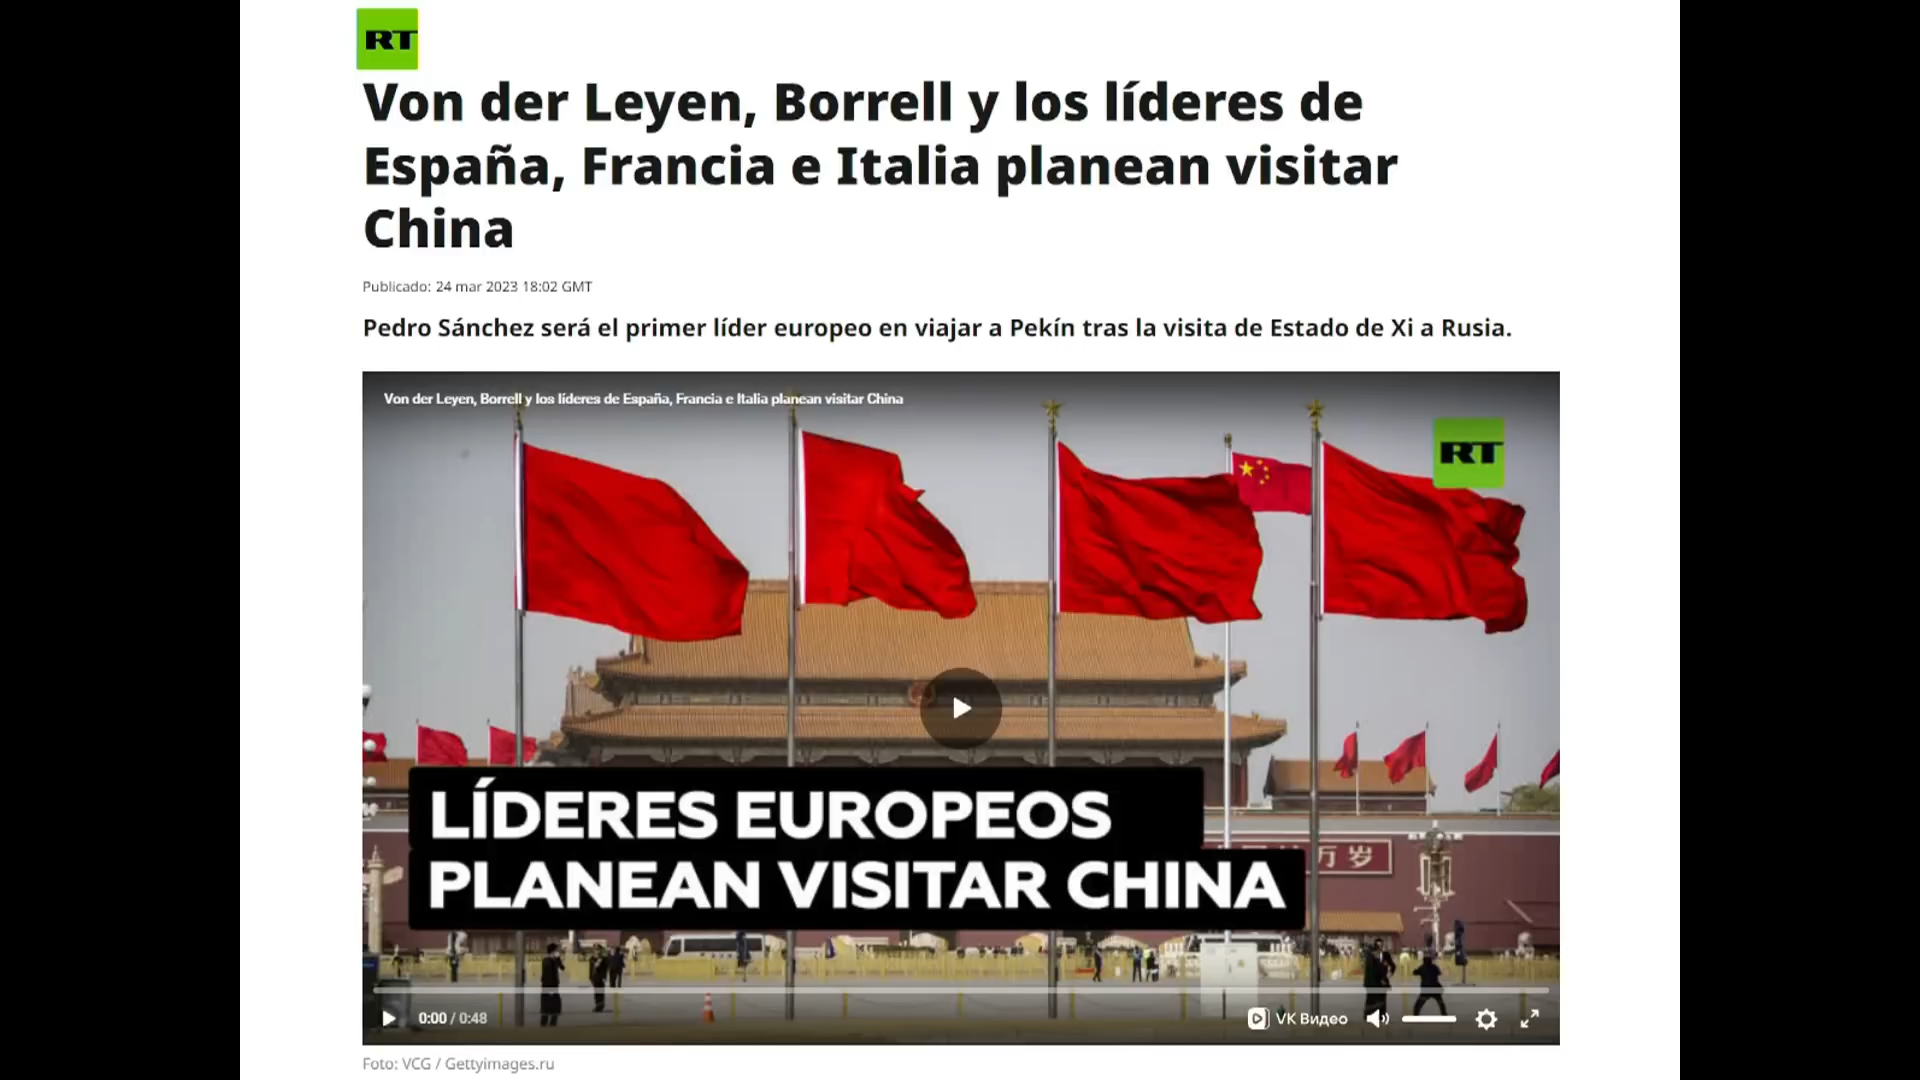 RT
Von der Leyen, Borrell y los líderes de
España, Francia e Italia planean visitar
China
Publicado: 24 mar 2023 18:02 GMT
Pedro Sánchez será el primer líder europeo en viajar a Pekín tras la visita de Estado de Xi a Rusia.
Von der Leyen, Borrell y los líderes de España, Francia e Italia planean visitar China
RT
万岁
LÍDERES EUROPEOS
PLANEAN VISITAR CHINA
0:00 / 0:48
VK Видео
Foto: VCG / Gettyimages.ru